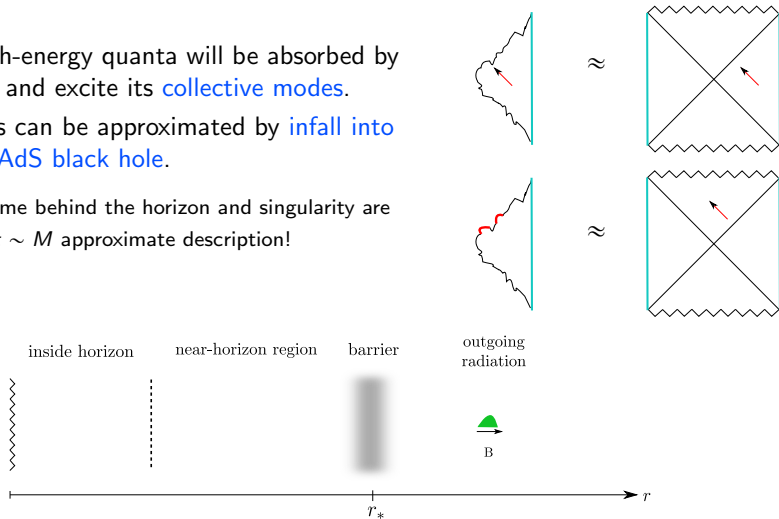 h-energy quanta will be absorbed by
and excite its collective modes.
s can be approximated by infall into
AdS black hole.
me behind the horizon and singularity are
∼ M approximate description!
≈
≈
inside horizon
near-horizon region
barrier
outgoing
radiation
B
r
r*